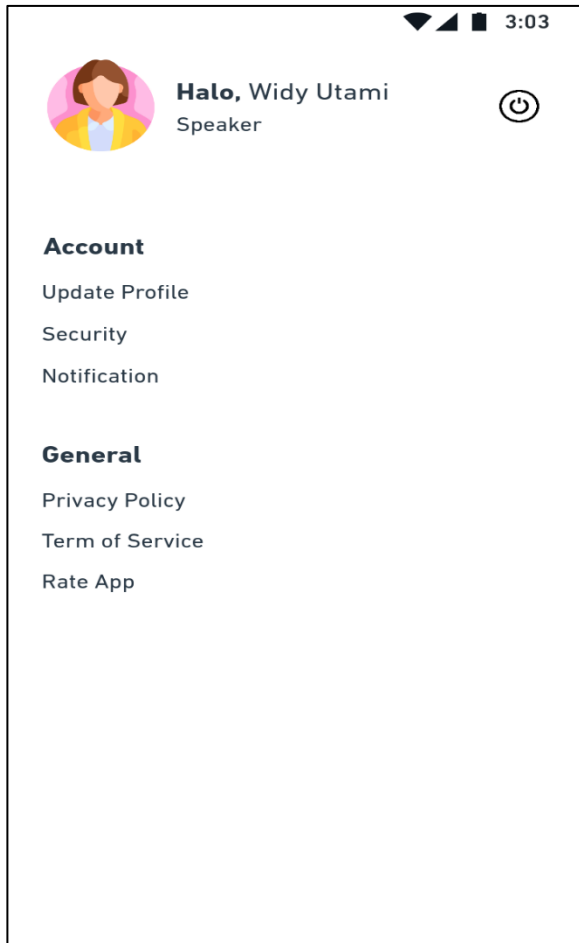 3:03
Halo, Widy Utami
Speaker
Account
Update Profile
Security
Notification
General
Privacy Policy
Term of Service
Rate App